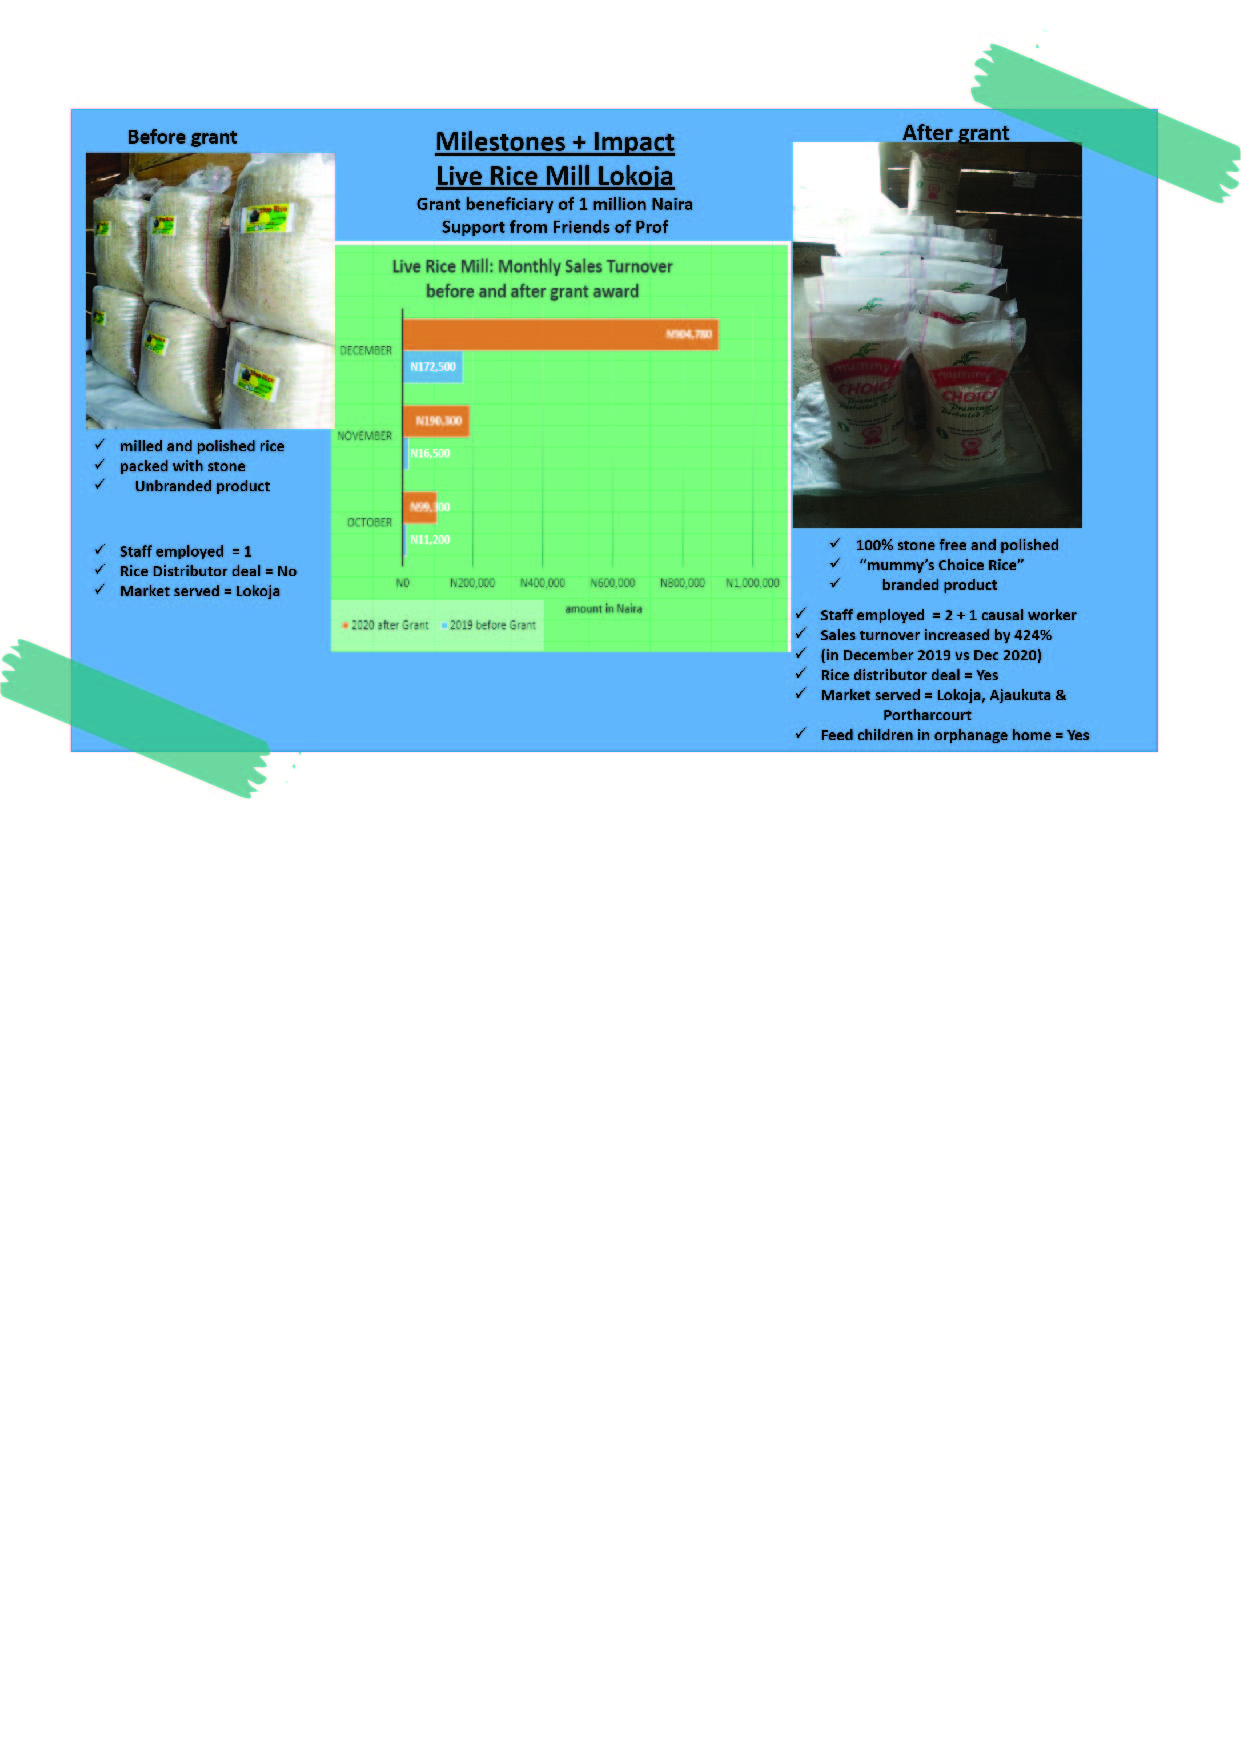 Before grant
Milestones + Impact
Live Rice Mill Lokoja
Grant beneficiary of 1 million Naira
Support from Friends of Prof
After grant
Live Rice Mill: Monthly Sales Turnover
before and after grant award
DECEMBER
N904,780
N172,500
NOVEMBER
N190,300
N16,500
OCTOBER
N99,300
N11,200
N0 N200,000 N400,000 N600,000 N800,000 N1,000,000
amount in Naira
2020 after Grant 2019 before Grant
✓ milled and polished rice
✓ packed with stone
✓ Unbranded product
✓ Staff employed = 1
✓ Rice Distributor deal = No
✓ Market served = Lokoja
mummy's
CHOICE
mummy's
CHOICE
✓ 100% stone free and polished
✓ “mummy’s Choice Rice”
✓ branded product
✓ Staff employed = 2 + 1 causal worker
✓ Sales turnover increased by 424%
✓ (in December 2019 vs Dec 2020)
✓ Rice distributor deal = Yes
✓ Market served = Lokoja, Ajaukuta &
Portharcourt
✓ Feed children in orphanage home = Yes